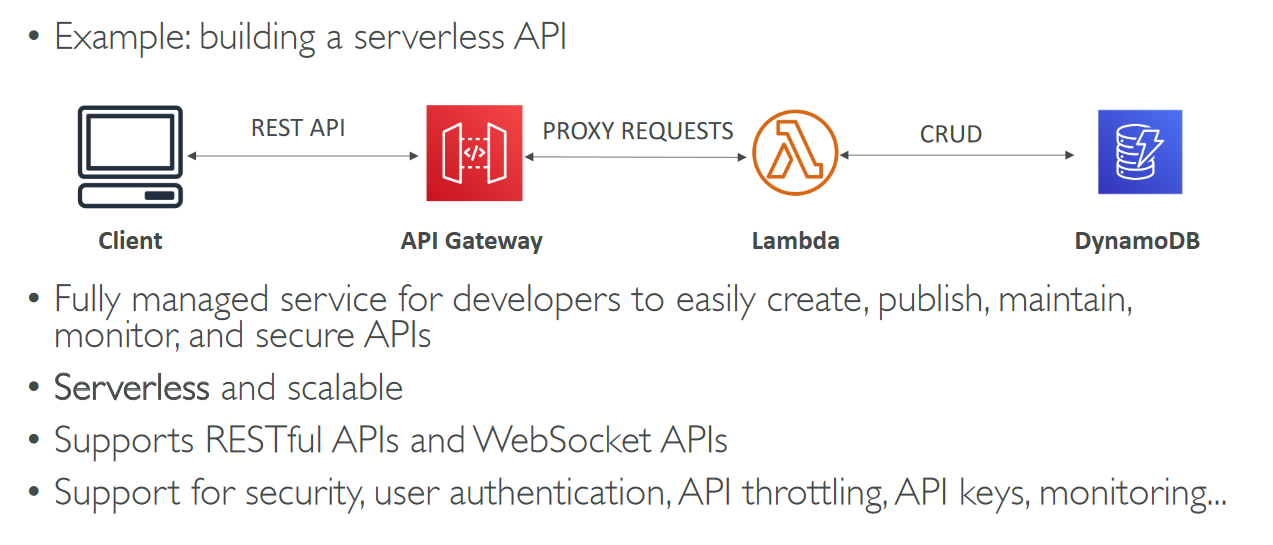 • Example: building a serverless API
REST API
PROXY REQUESTS
CRUD
</>
Client
API Gateway
Lambda
DynamoDB
• Fully managed service for developers to easily create, publish, maintain,
monitor, and secure APIs
• Serverless and scalable
• Supports RESTful APIs and WebSocket APIs
• Support for security, user authentication, API throttling, API keys, monitoring...